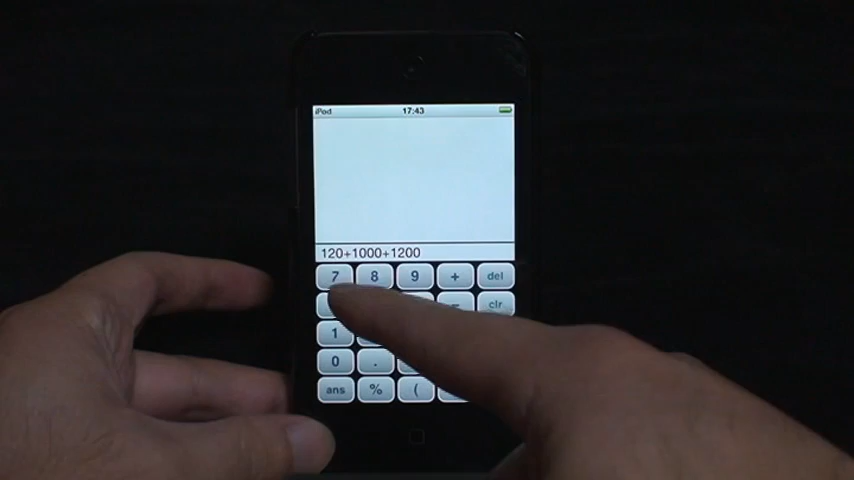 iPod 17:43
120+1000+1200
7 8 9 + del
− clr
1
0 .
ans % (